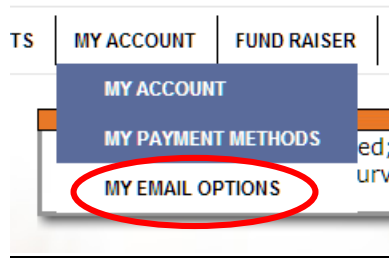 TS MY ACCOUNT FUND RAISER
MY ACCOUNT
MY PAYMENT METHODS
ed;
MY EMAIL OPTIONS
urv